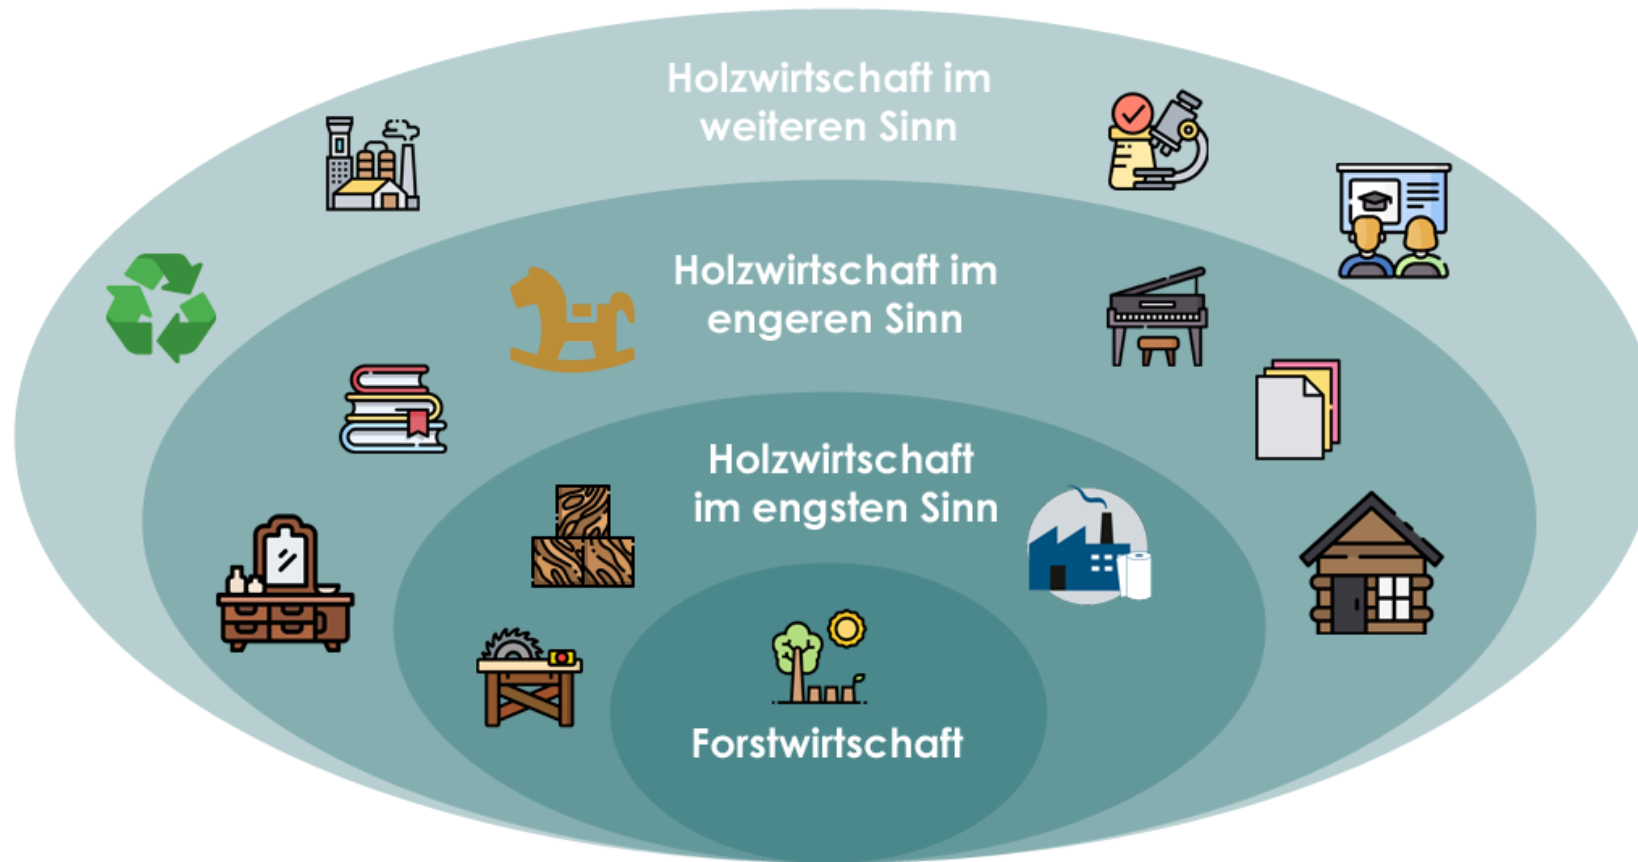 Holzwirtschaft im
weiteren Sinn
Holzwirtschaft im
engeren Sinn
Holzwirtschaft
im engsten Sinn
Forstwirtschaft